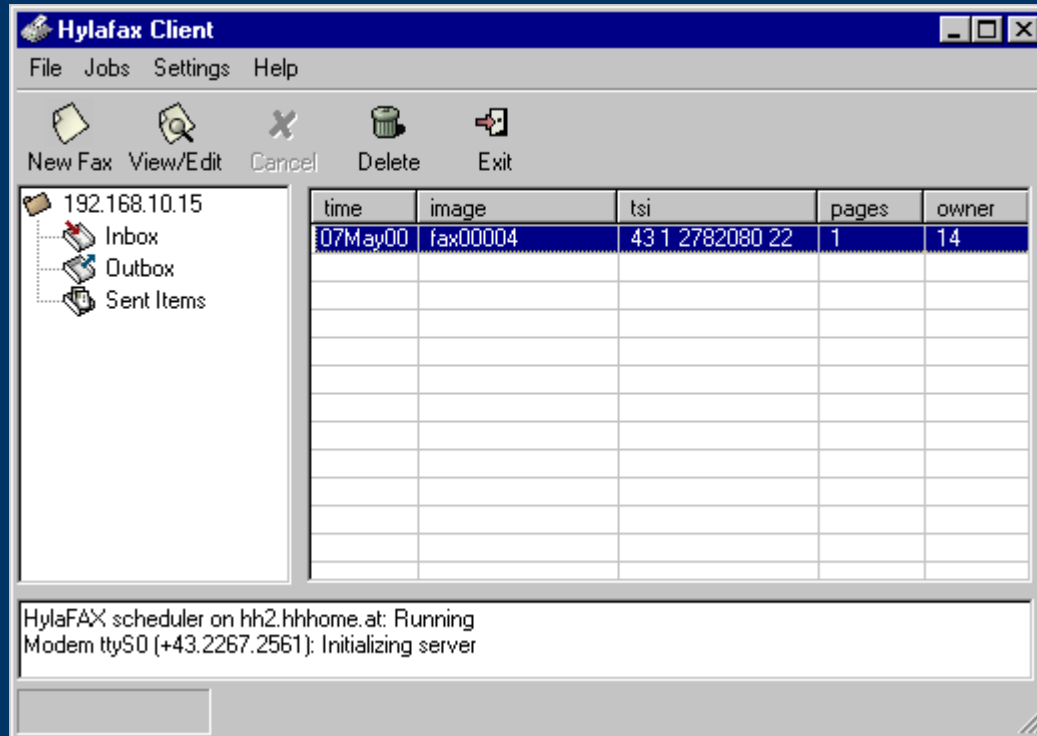 Hylafax Client
File Jobs Settings Help
New Fax View/Edit Cancel Delete Exit
192.168.10.15
Inbox
Outbox
Sent Items
time image tsi pages owner
07May00 fax00004 43 1 2782080 22 1 14
HylaFAX scheduler on hh2.hhhome.at: Running
Modem ttyS0 (+43.2267.2561): Initializing server